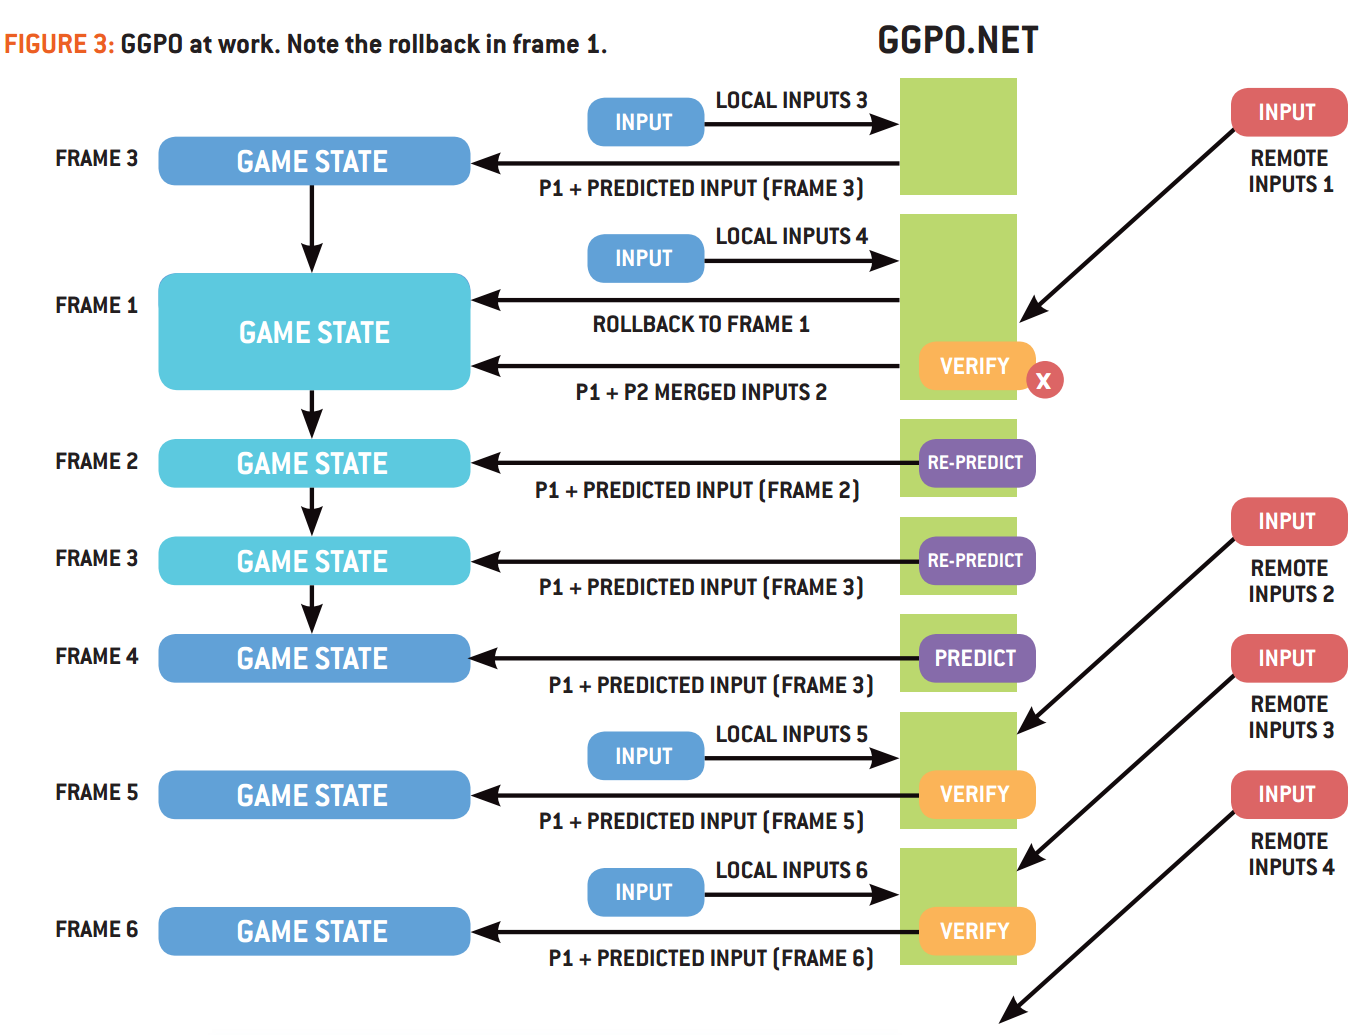 FIGURE 3: GGPO at work. Note the rollback in frame 1.
GGPO.NET
LOCAL INPUTS 3
INPUT
INPUT
REMOTE
INPUTS 1
FRAME 3
GAME STATE
P1 + PREDICTED INPUT (FRAME 3)
LOCAL INPUTS 4
INPUT
FRAME 1
GAME STATE
ROLLBACK TO FRAME 1
VERIFY
X
P1 + P2 MERGED INPUTS 2
FRAME 2
GAME STATE
RE-PREDICT
P1 + PREDICTED INPUT (FRAME 2)
INPUT
REMOTE
INPUTS 2
FRAME 3
GAME STATE
RE-PREDICT
P1 + PREDICTED INPUT (FRAME 3)
FRAME 4
GAME STATE
PREDICT
P1 + PREDICTED INPUT (FRAME 3)
INPUT
REMOTE
INPUTS 3
LOCAL INPUTS 5
INPUT
FRAME 5
GAME STATE
VERIFY
P1 + PREDICTED INPUT (FRAME 5)
INPUT
REMOTE
INPUTS 4
LOCAL INPUTS 6
INPUT
FRAME 6
GAME STATE
VERIFY
P1 + PREDICTED INPUT (FRAME 6)